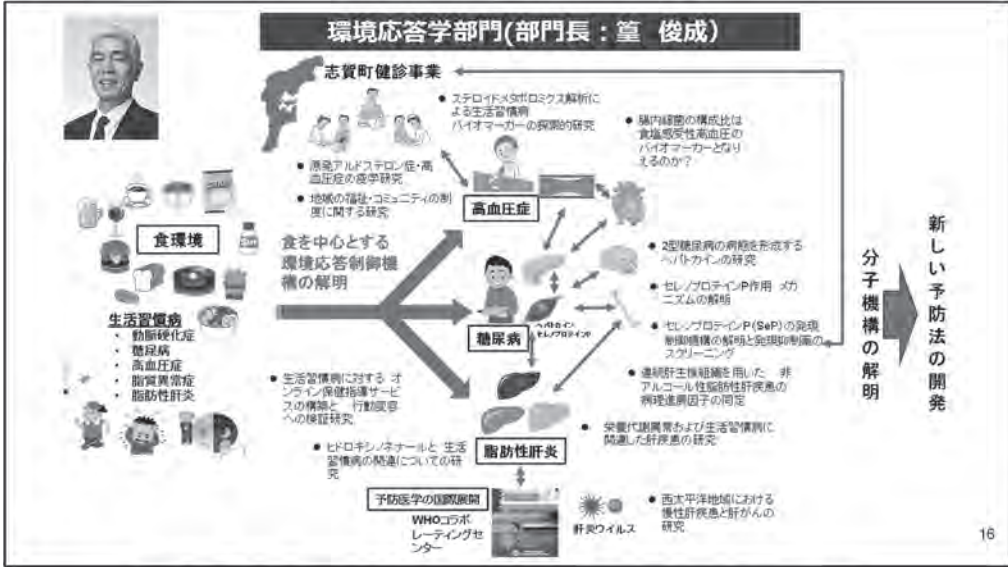 環境応答学部門(部門長：篁 俊成)
志賀町健診事業
● ステロイドメタボロミクス解析に
よる生活習慣病
バイオマーカーの探索的研究
● 腸内細菌の構成比は
食塩感受性高血圧の
バイオマーカーとなり
えるのか？
● 原発アルドステロン症・高
血圧症の疫学研究
● 地域の福祉・コミュニティの制
度に関する研究
高血圧症
食環境
食を中心とする
環境応答制御機
構の解明
● 2型糖尿病の病態を形成する
ヘパトカインの研究
● セレノプロテインP作用 メカ
ニズムの解明
糖尿病
ヘパトカイン
セレノプロテインP
● セレノプロテインP(SeP)の発現
制御機構の解明と発現抑制薬の
スクリーニング
生活習慣病
・ 動脈硬化症
・ 糖尿病
・ 高血圧症
・ 脂質異常症
・ 脂肪性肝炎
● 連続肝生検組織を用いた 非
アルコール性脂肪性肝疾患の
病理進展因子の同定
● 生活習慣病に対する オ
ンライン保健指導サービ
スの構築と 行動変容
への検証研究
● 栄養代謝異常および生活習慣病に
関連した肝疾患の研究
● ヒドロキシノネナールと 生活
習慣病の関連についての研
究
脂肪性肝炎
予防医学の国際展開
WHOコラボ
レーティングセ
ンター
肝炎ウイルス
● 西太平洋地域における
慢性肝疾患と肝がんの
研究
分子機構の解明
新しい予防法の開発
16